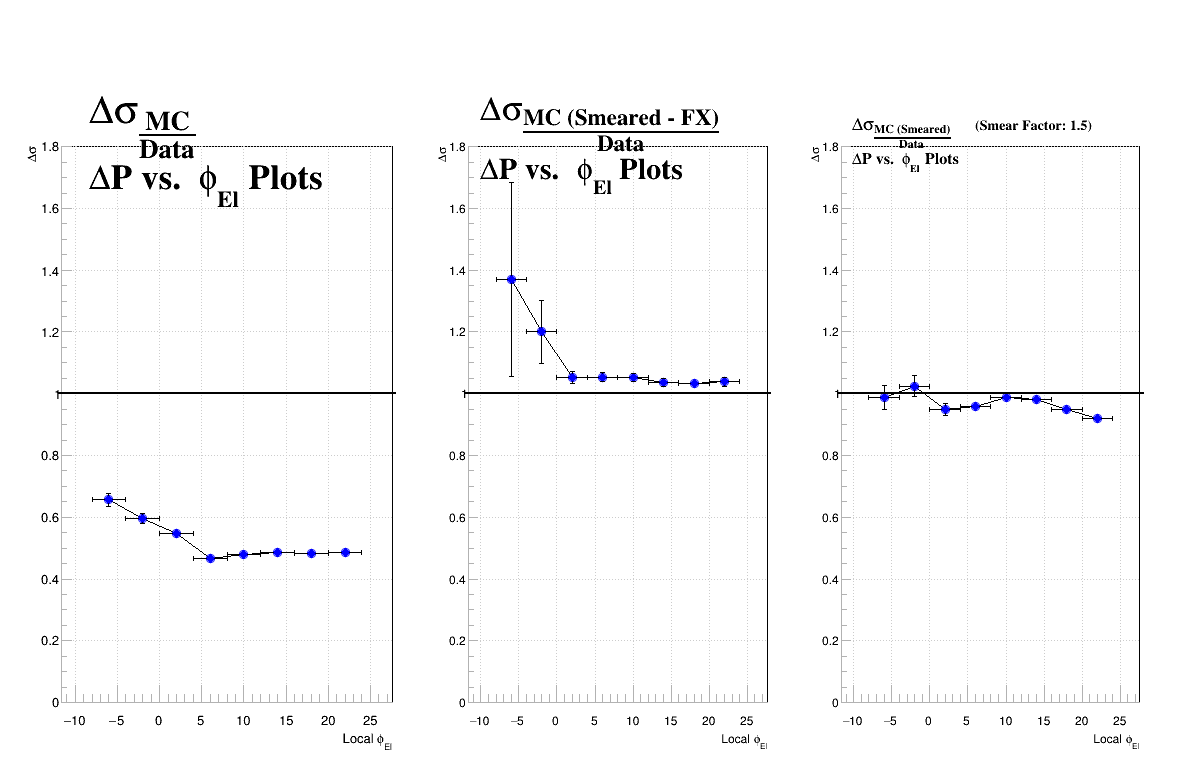 Δσ MC
Data
ΔP vs. ϕ El Plots
Δσ
1.8
1.6
1.4
1.2
1
0.8
0.6
0.4
0.2
0
−10 −5 0 5 10 15 20 25
Local ϕ El
Δσ MC (Smeared - FX)
Data
ΔP vs. ϕ El Plots
Δσ
1.8
1.6
1.4
1.2
1
0.8
0.6
0.4
0.2
0
−10 −5 0 5 10 15 20 25
Local ϕ El
Δσ MC (Smeared) (Smear Factor: 1.5)
Data
ΔP vs. ϕ El Plots
Δσ
1.8
1.6
1.4
1.2
1
0.8
0.6
0.4
0.2
0
−10 −5 0 5 10 15 20 25
Local ϕ El